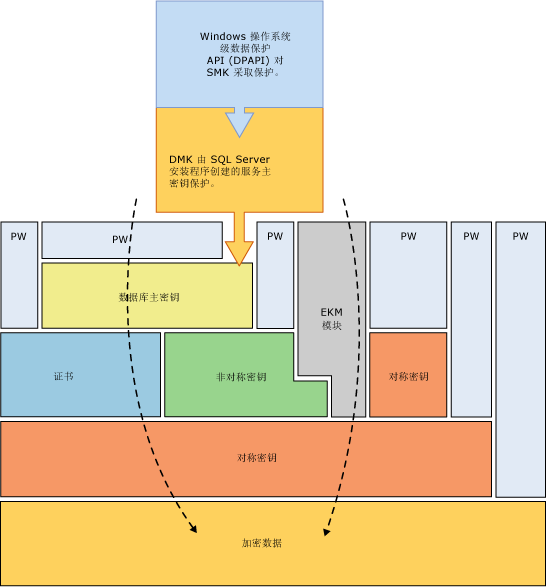 Windows 操作系统
级数据保护
API (DPAPI) 对
SMK 采取保护。
DMK 由 SQL Server
安装程序创建的服务主
密钥保护。
PW
PW
PW
PW
PW
PW
数据库主密钥
EKM
模块
证书
非对称密钥
对称密钥
对称密钥
加密数据